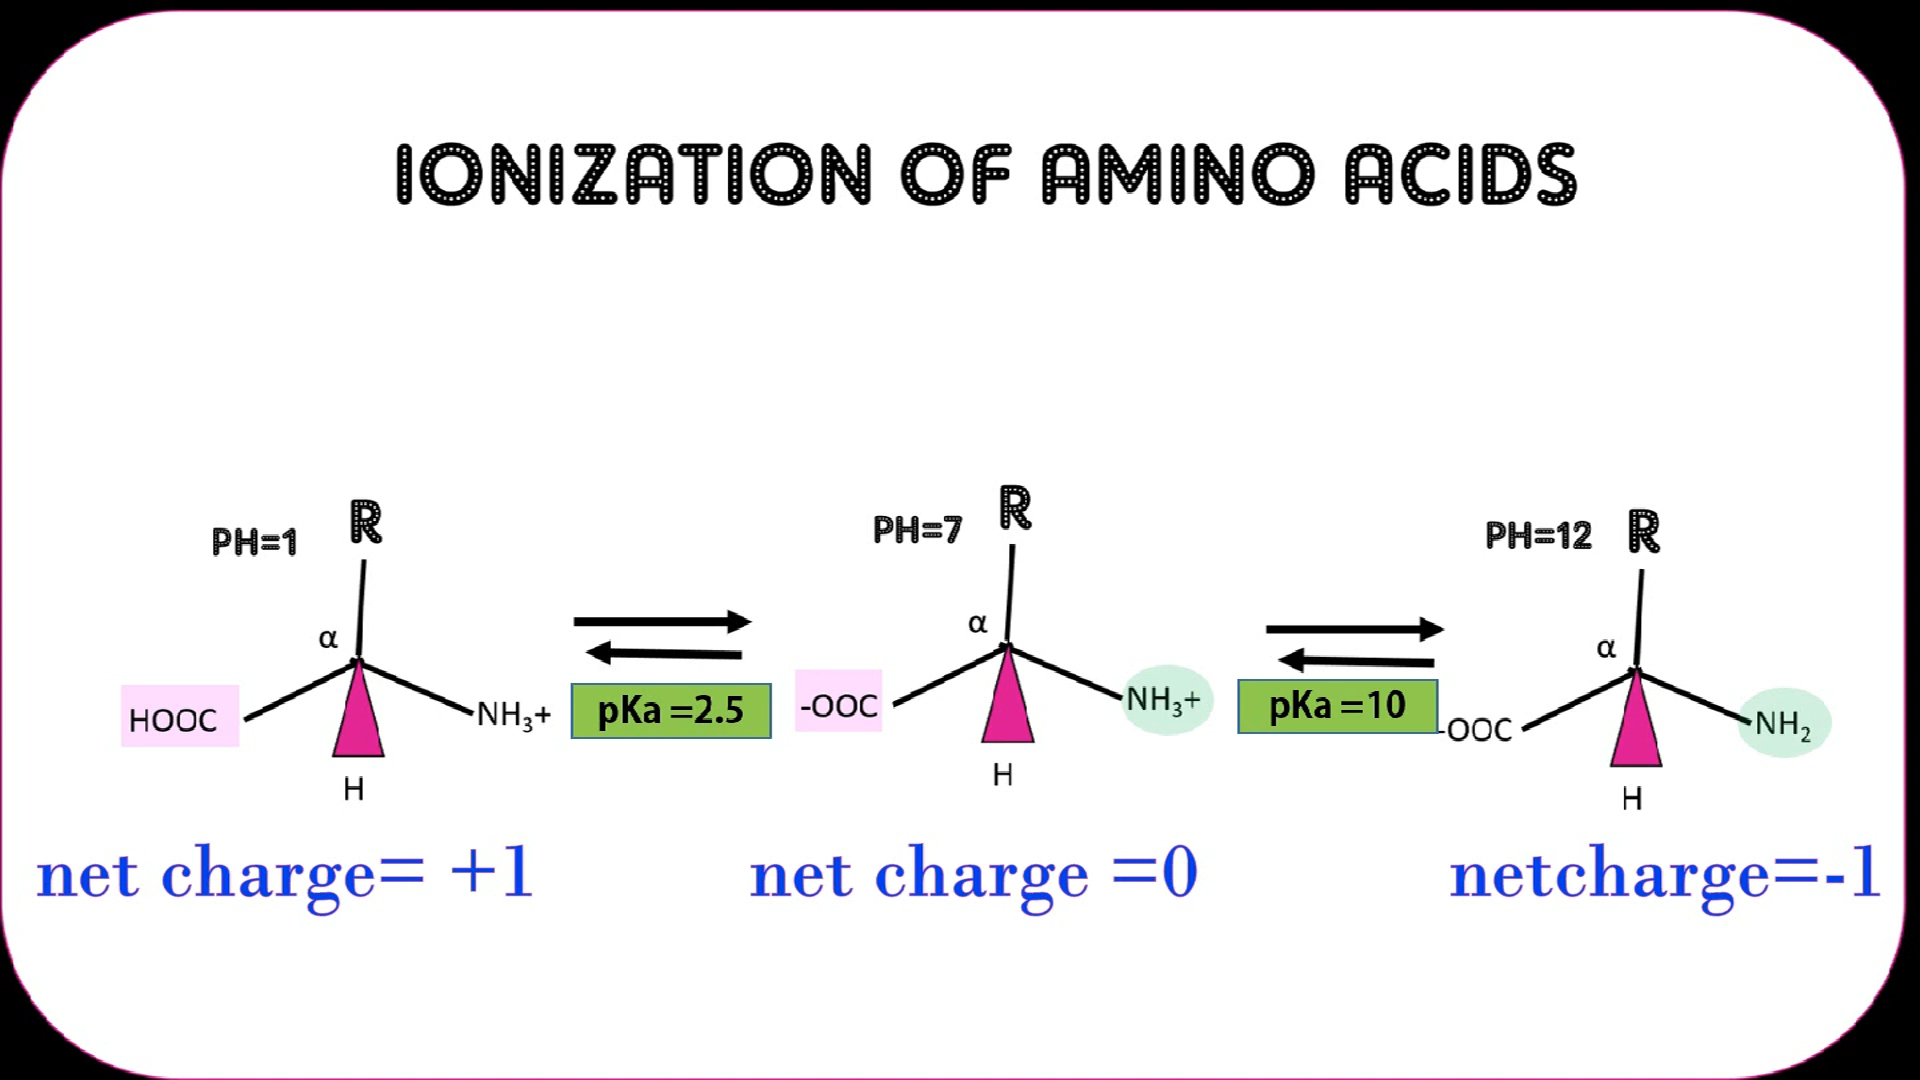 IONIZATION OF AMINO ACIDS
PH=1
R
α
HOOC
NH₃+
H
pKa =2.5
PH=7
R
α
-OOC
NH₃+
H
pKa =10
PH=12
R
α
-OOC
NH₂
H
net charge= +1
net charge =0
netcharge=-1